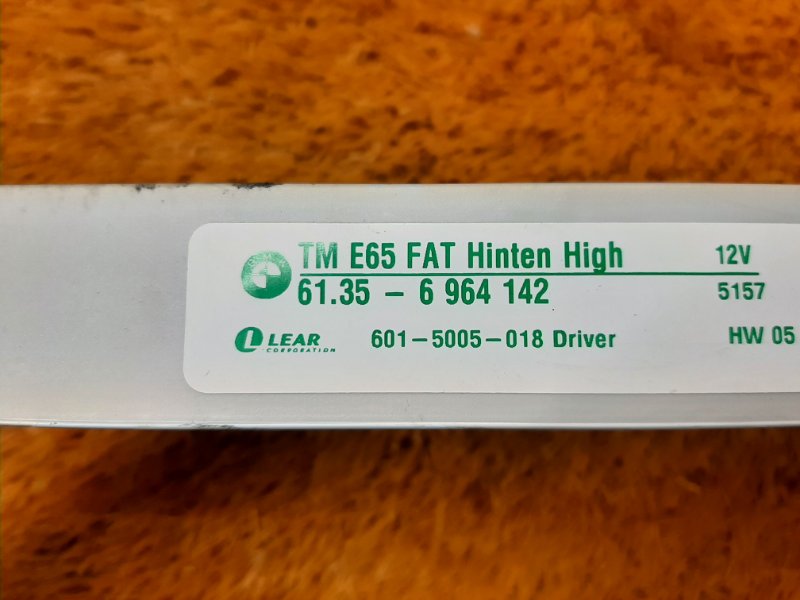 TM E65 FAT Hinten High 12V
61.35 – 6 964 142 5157
LEAR
CORPORATION
601–5005–018 Driver HW 05